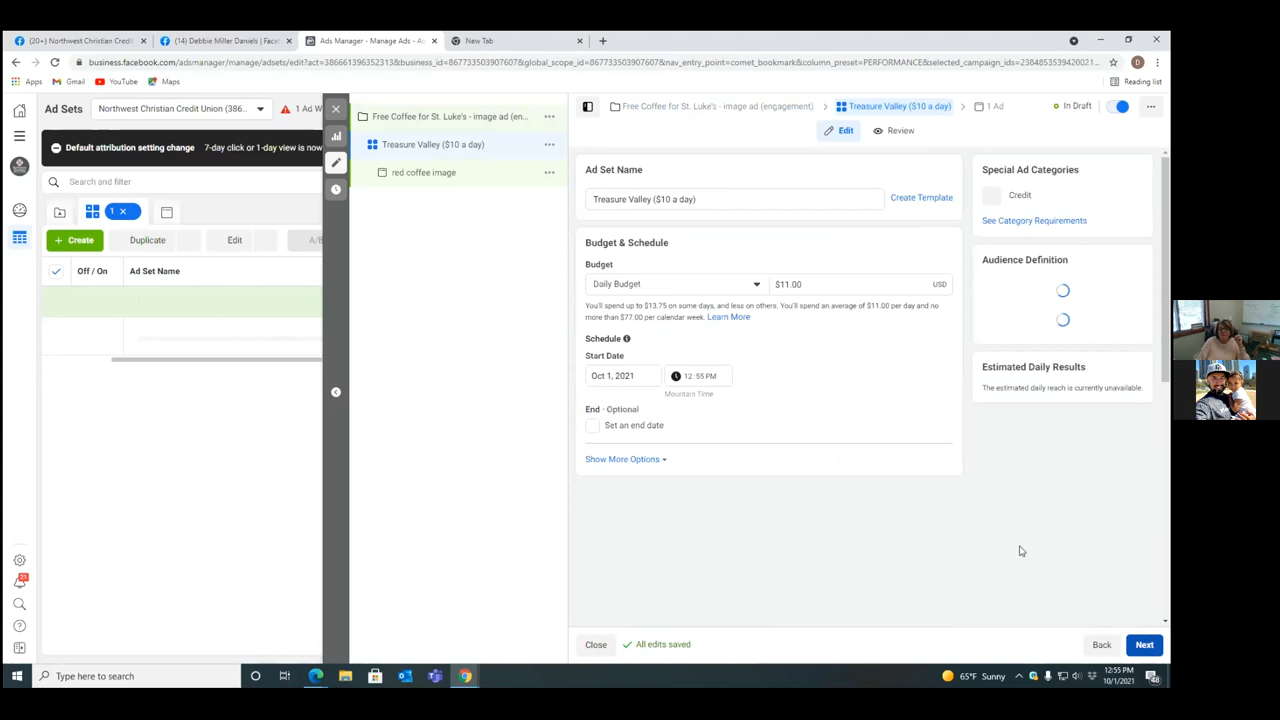 (20+) Northwest Christian Credit
(14) Debbie Miller Daniels | Face
Ads Manager - Manage Ads - A
New Tab
business.facebook.com/adsmanager/manage/adsets/edit?act=386661396352313&business_id=867733503907607&global_scope_id=867733503907607&nav_entry_point=comet_bookmark&column_preset=PERFORMANCE&selected_campaign_ids=2384853539420021...
D
Apps
Gmail
YouTube
Maps
Reading list
Ad Sets
Northwest Christian Credit Union (386...
1 Ad W
Default attribution setting change 7-day click or 1-day view is now
Search and filter
1 ×
+ Create
Duplicate
Edit
A/B
Off / On
Ad Set Name
Free Coffee for St. Luke's - image ad (en...
Treasure Valley ($10 a day)
red coffee image
Free Coffee for St. Luke's - image ad (engagement)
Treasure Valley ($10 a day)
1 Ad
In Draft
Edit
Review
Ad Set Name
Treasure Valley ($10 a day)
Create Template
Budget & Schedule
Budget
Daily Budget
$11.00
USD
You'll spend up to $13.75 on some days, and less on others. You'll spend an average of $11.00 per day and no
more than $77.00 per calendar week. Learn More
Schedule
Start Date
Oct 1, 2021
12:55 PM
Mountain Time
End · Optional
Set an end date
Show More Options
Special Ad Categories
Credit
See Category Requirements
Audience Definition
Estimated Daily Results
The estimated daily reach is currently unavailable.
Close
All edits saved
Back
Next
21
Type here to search
65°F Sunny
12:55 PM
10/1/2021
48